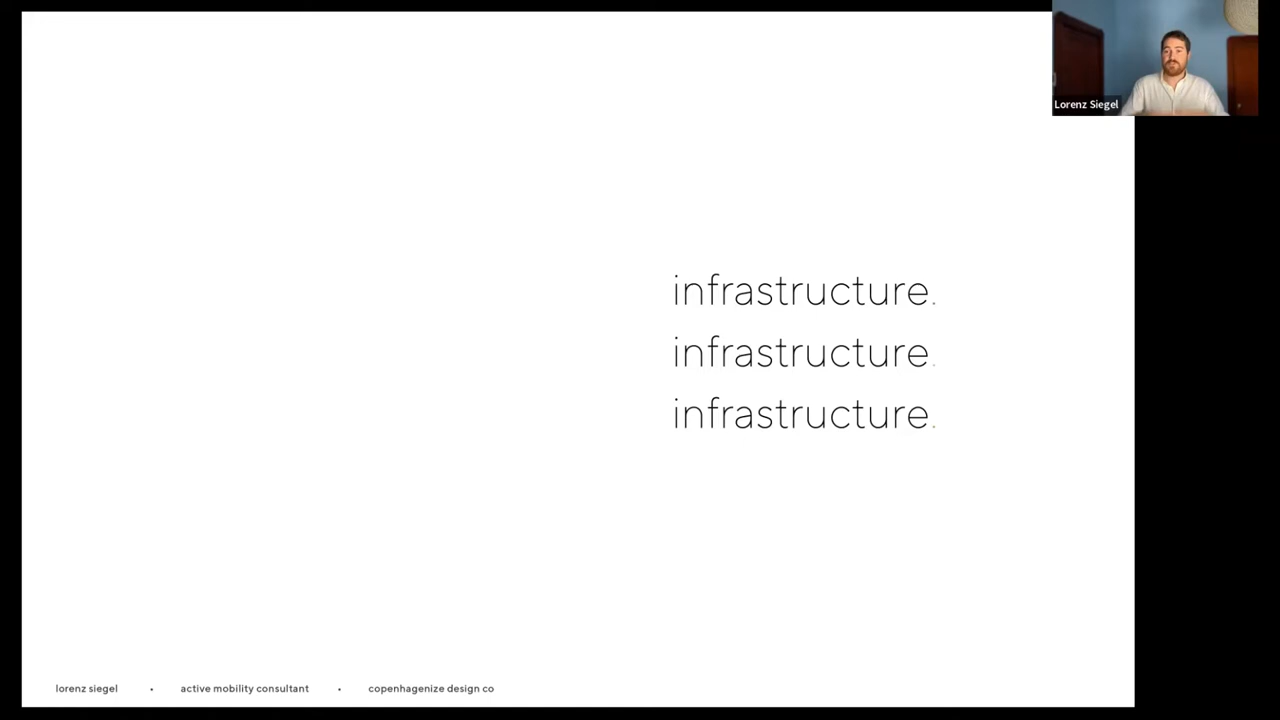 Lorenz Siegel
infrastructure.
infrastructure.
infrastructure.
lorenz siegel • active mobility consultant • copenhagenize design co